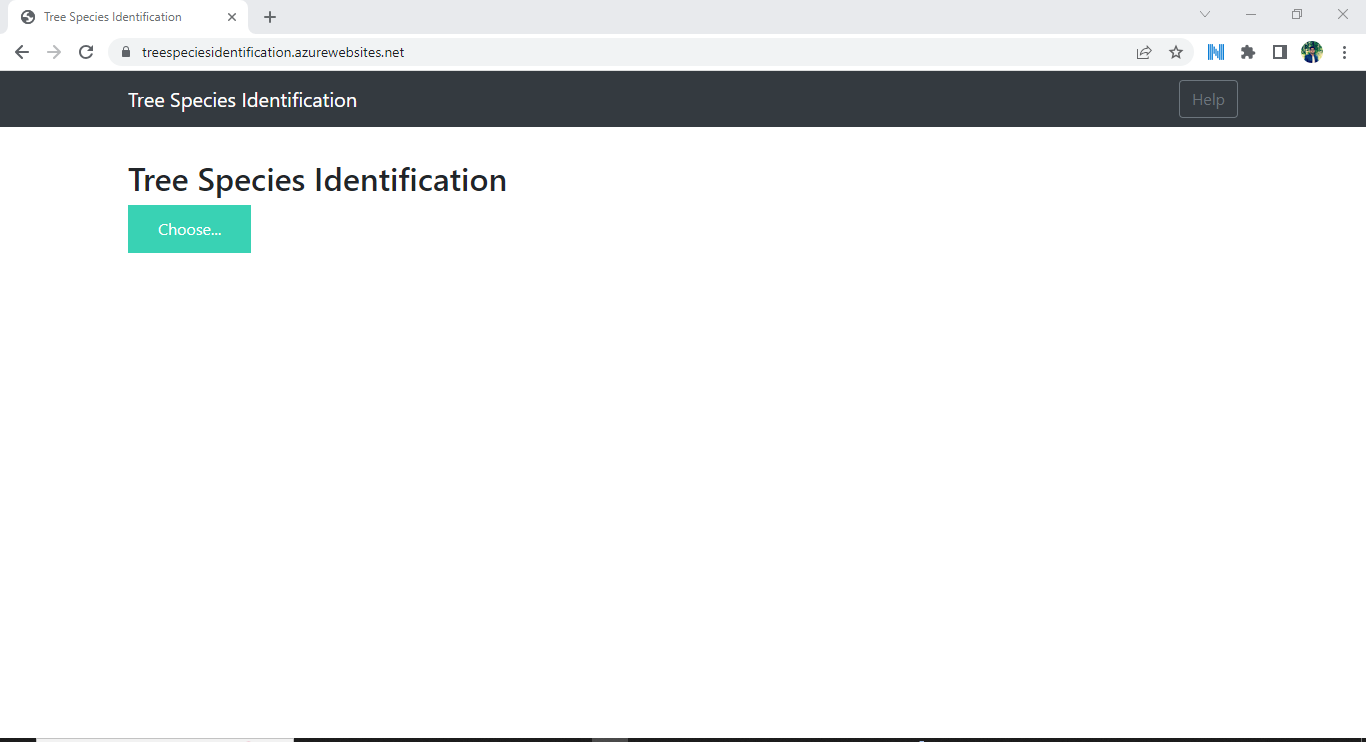 Tree Species Identification
treespeciesidentification.azurewebsites.net
Tree Species Identification
Help
Tree Species Identification
Choose...